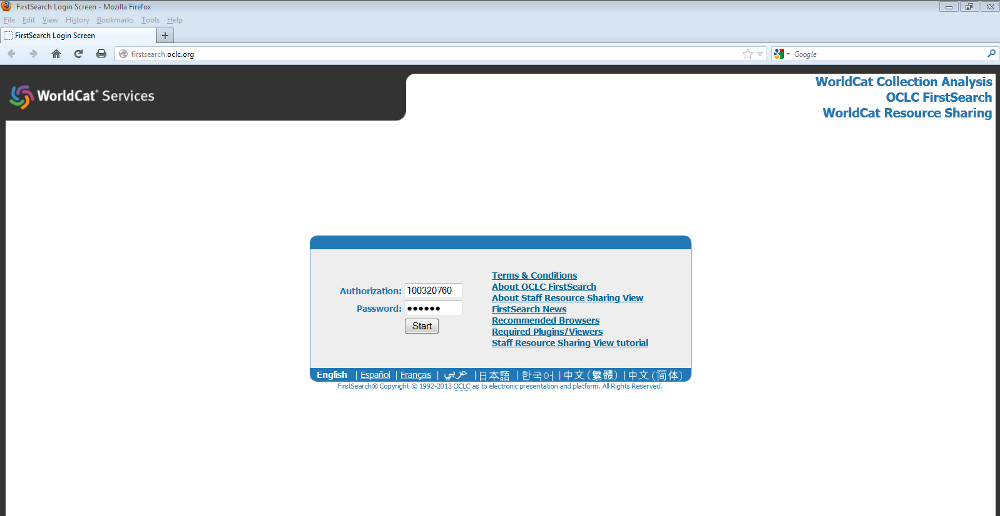 FirstSearch Login Screen - Mozilla Firefox
File Edit View History Bookmarks Tools Help
FirstSearch Login Screen +
firstsearch.oclc.org Google
WorldCat® Services
WorldCat Collection Analysis
OCLC FirstSearch
WorldCat Resource Sharing
Authorization: 100320760
Password: ●●●●●●
Start
Terms & Conditions
About OCLC FirstSearch
About Staff Resource Sharing View
FirstSearch News
Recommended Browsers
Required Plugins/Viewers
Staff Resource Sharing View tutorial
English | Español | Français | عربي | 日本語 | 한국어 | 中文(繁體) | 中文(简体)
FirstSearch® Copyright © 1992-2013 OCLC as to electronic presentation and platform. All Rights Reserved.